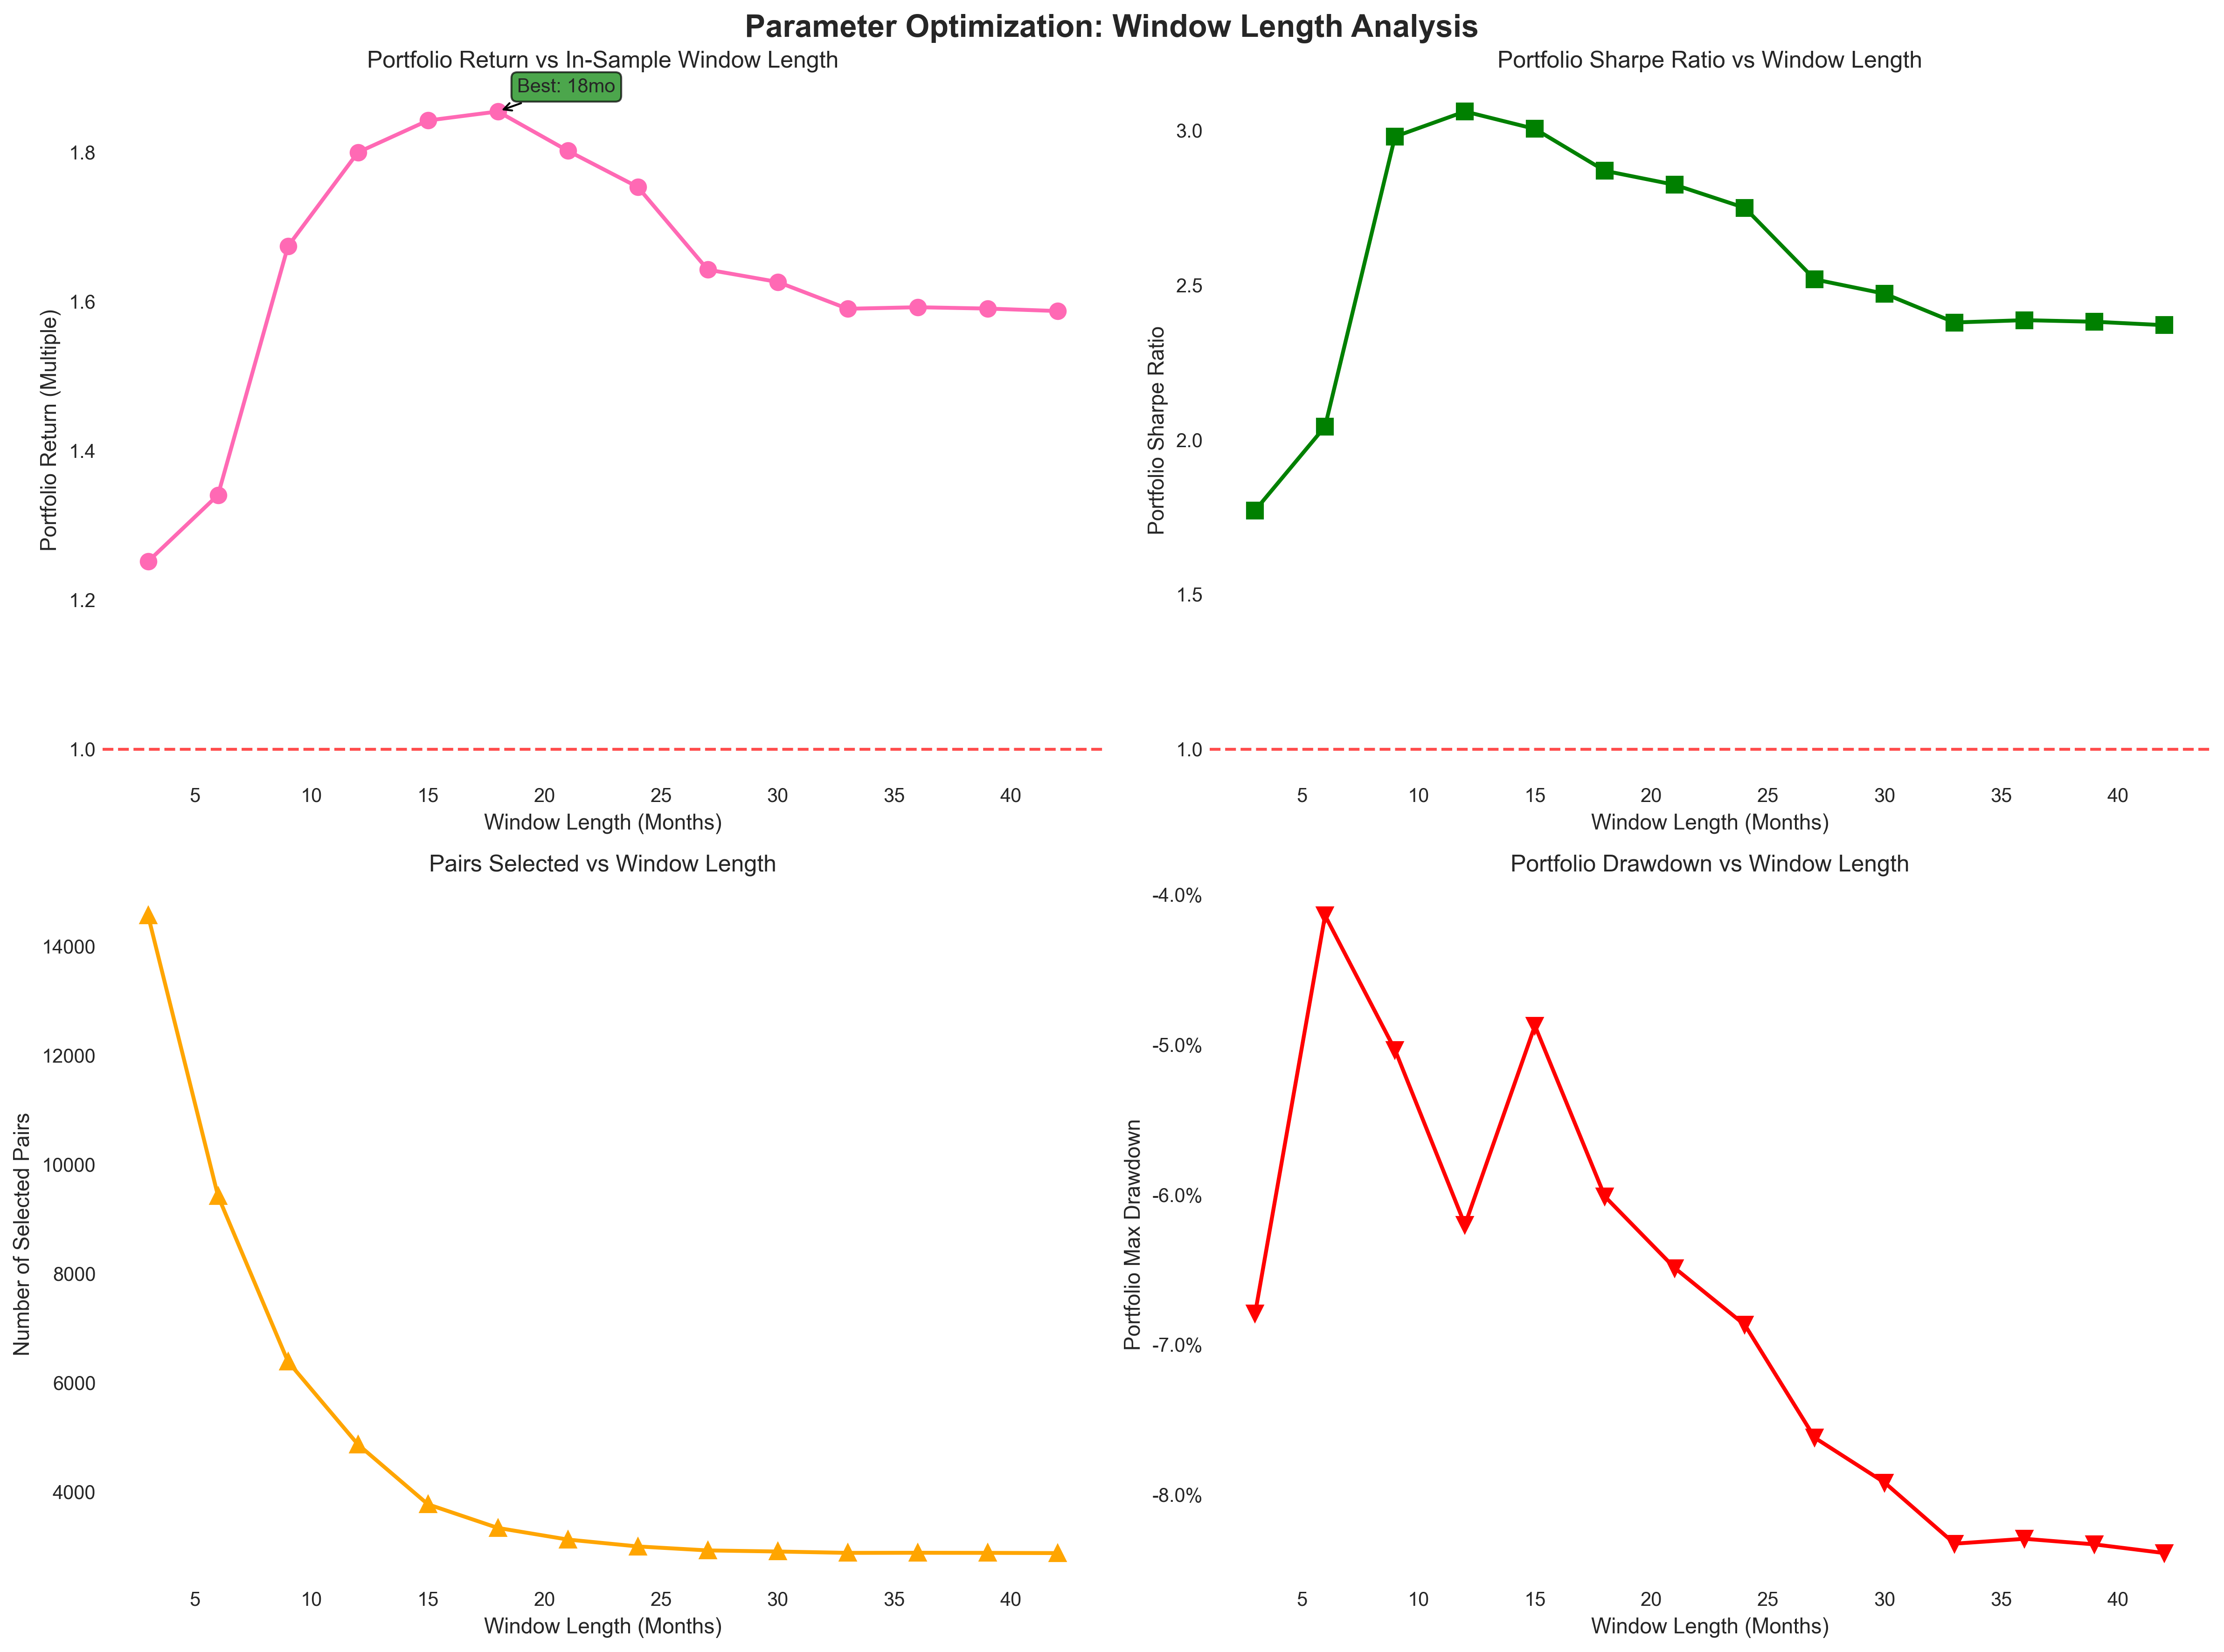 Parameter Optimization: Window Length Analysis
Portfolio Return vs In-Sample Window Length
Best: 18mo
Portfolio Return (Multiple)
1.8
1.6
1.4
1.2
1.0
5 10 15 20 25 30 35 40
Window Length (Months)
Portfolio Sharpe Ratio vs Window Length
Portfolio Sharpe Ratio
3.0
2.5
2.0
1.5
1.0
5 10 15 20 25 30 35 40
Window Length (Months)
Pairs Selected vs Window Length
Number of Selected Pairs
14000
12000
10000
8000
6000
4000
5 10 15 20 25 30 35 40
Window Length (Months)
Portfolio Drawdown vs Window Length
Portfolio Max Drawdown
-4.0%
-5.0%
-6.0%
-7.0%
-8.0%
5 10 15 20 25 30 35 40
Window Length (Months)